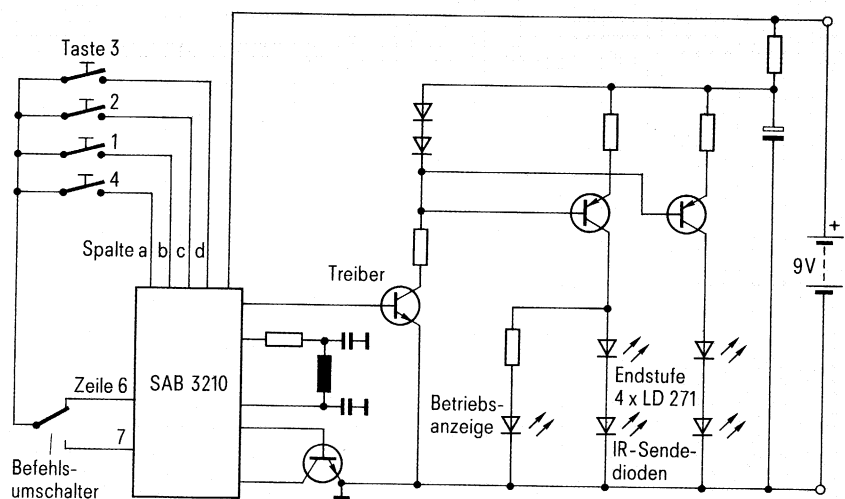 Taste 3
2
1
4
Spalte a b c d
Treiber
+
9V
Zeile 6
SAB 3210
7
Befehls-
umschalter
Betriebs-
anzeige
Endstufe
4 x LD 271
IR-Sende-
dioden